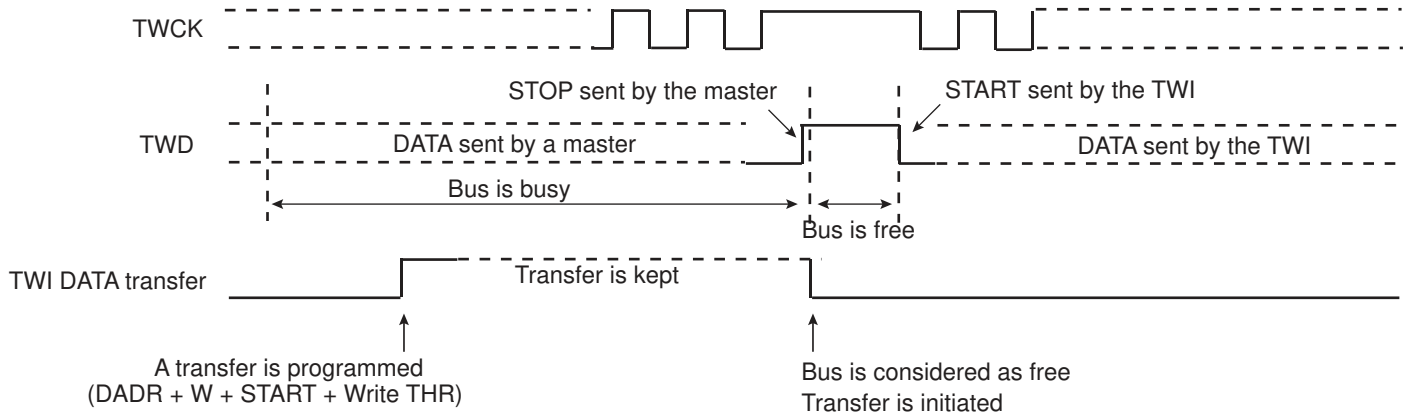 TWCK
STOP sent by the master
START sent by the TWI
TWD
DATA sent by a master
DATA sent by the TWI
Bus is busy
Bus is free
TWI DATA transfer
Transfer is kept
A transfer is programmed
(DADR + W + START + Write THR)
Bus is considered as free
Transfer is initiated